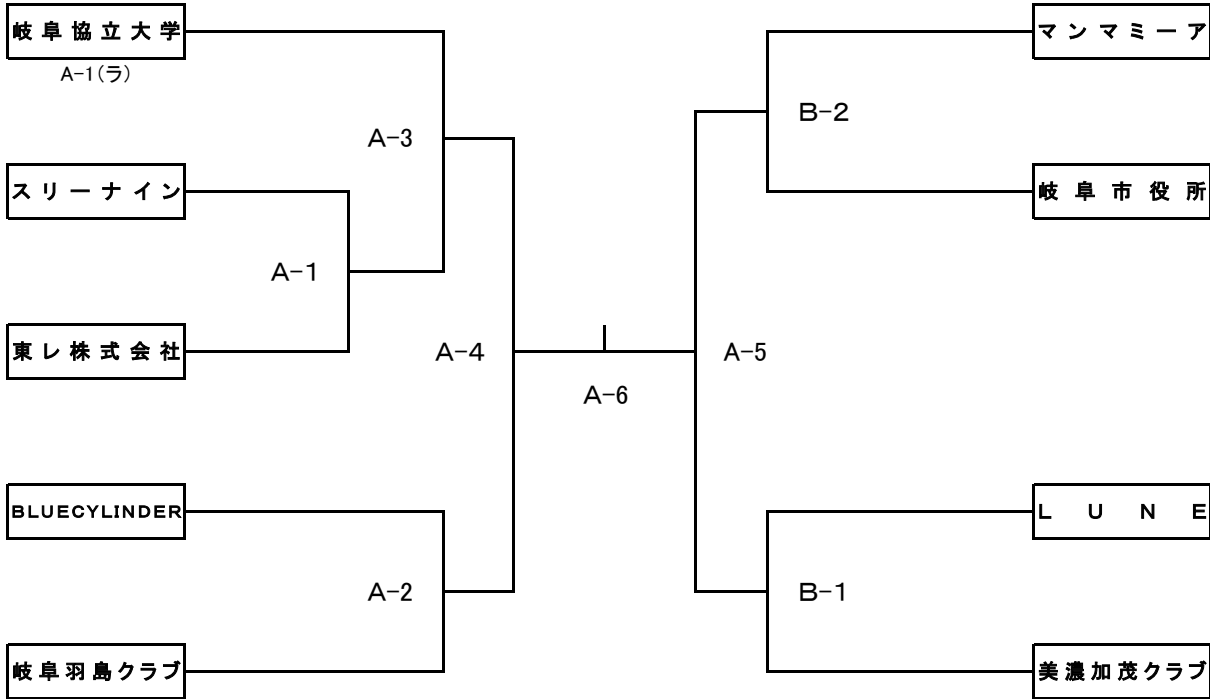 岐阜協立大学
A-1(ラ)
A-3
スリーナイン
A-1
東レ株式会社
A-4
BLUECYLINDER
A-2
岐阜羽島クラブ
A-6
マンマミーア
B-2
岐阜市役所
A-5
LUNE
B-1
美濃加茂クラブ